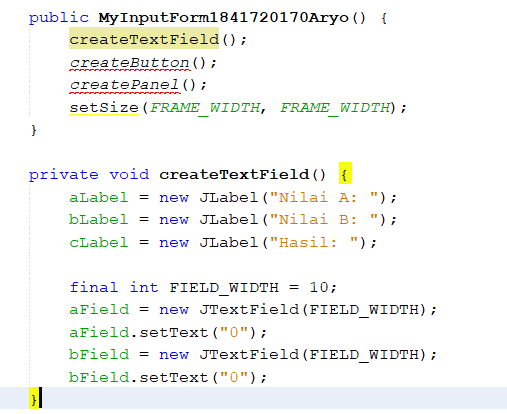 public MyInputForm1841720170Aryo() {
createTextField();
createButton();
createPanel();
setSize(FRAME_WIDTH, FRAME_WIDTH);
}
private void createTextField() {
aLabel = new JLabel("Nilai A: ");
bLabel = new JLabel("Nilai B: ");
cLabel = new JLabel("Hasil: ");
final int FIELD_WIDTH = 10;
aField = new JTextField(FIELD_WIDTH);
aField.setText("0");
bField = new JTextField(FIELD_WIDTH);
bField.setText("0");
}